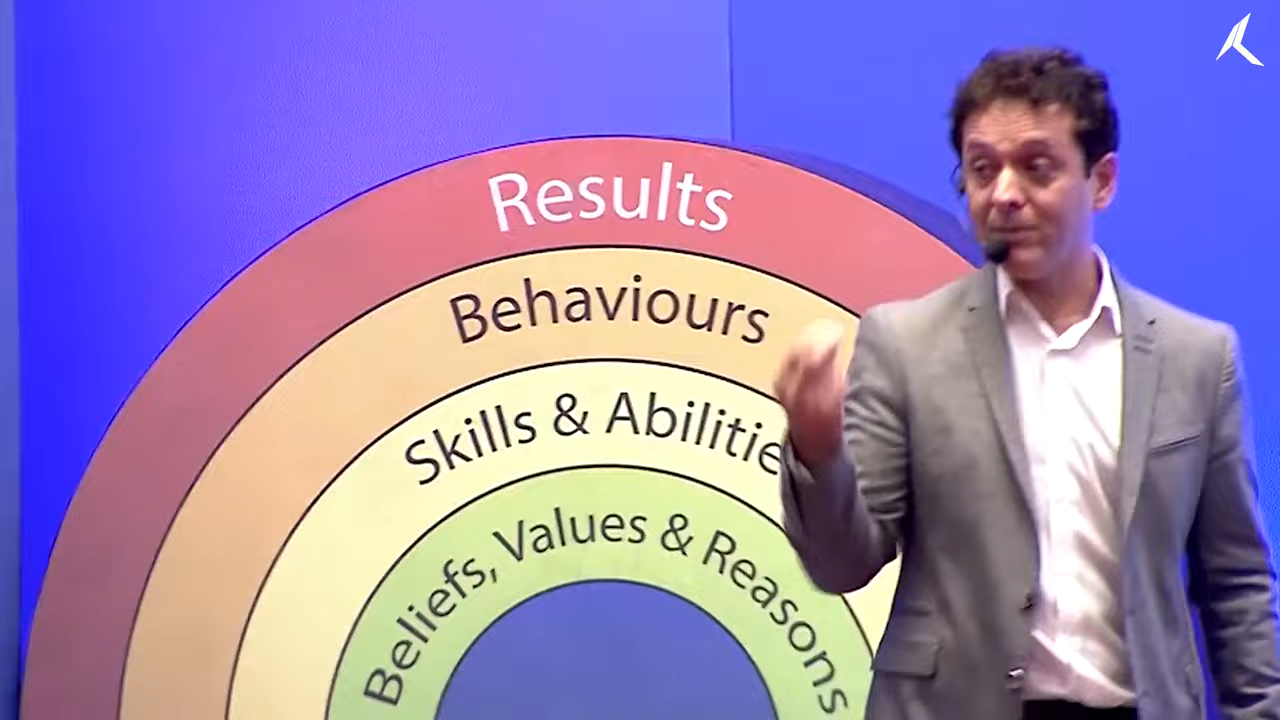 Results
Behaviours
Skills & Abilitie
Beliefs, Values & Reasons